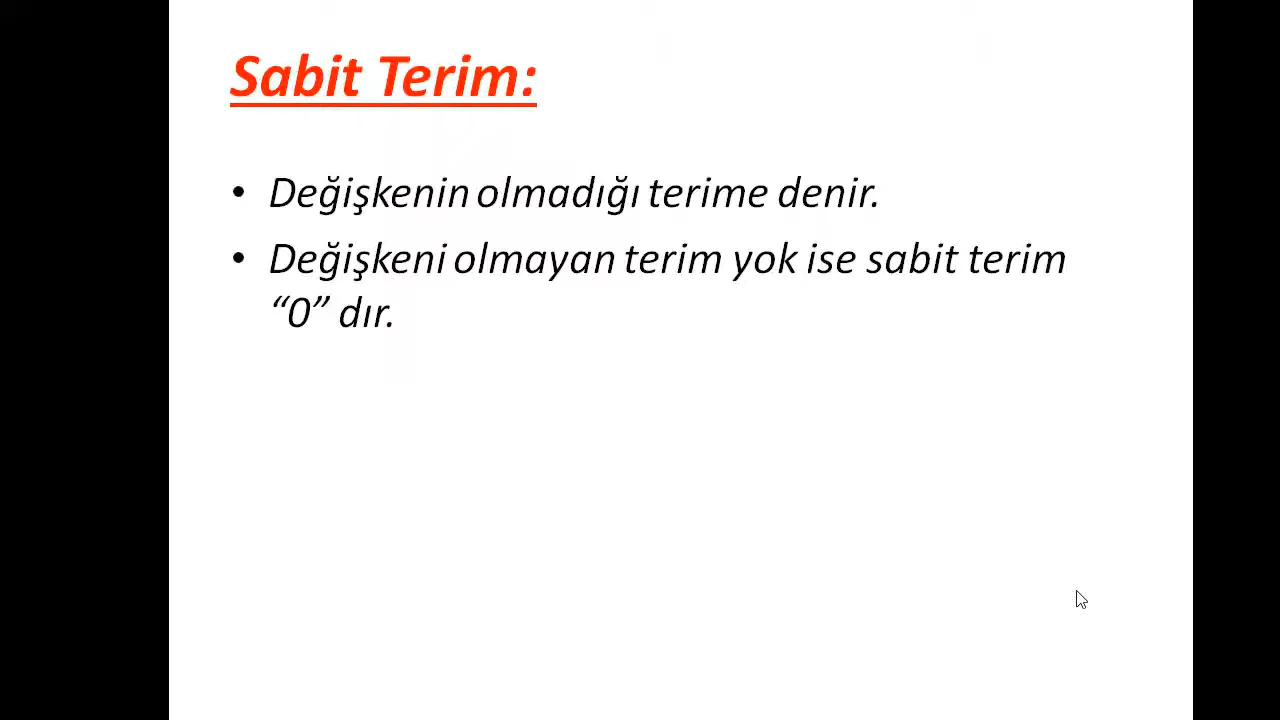 Sabit Terim:
• Değişkenin olmadığı terime denir.
• Değişkeni olmayan terim yok ise sabit terim
“0” dır.